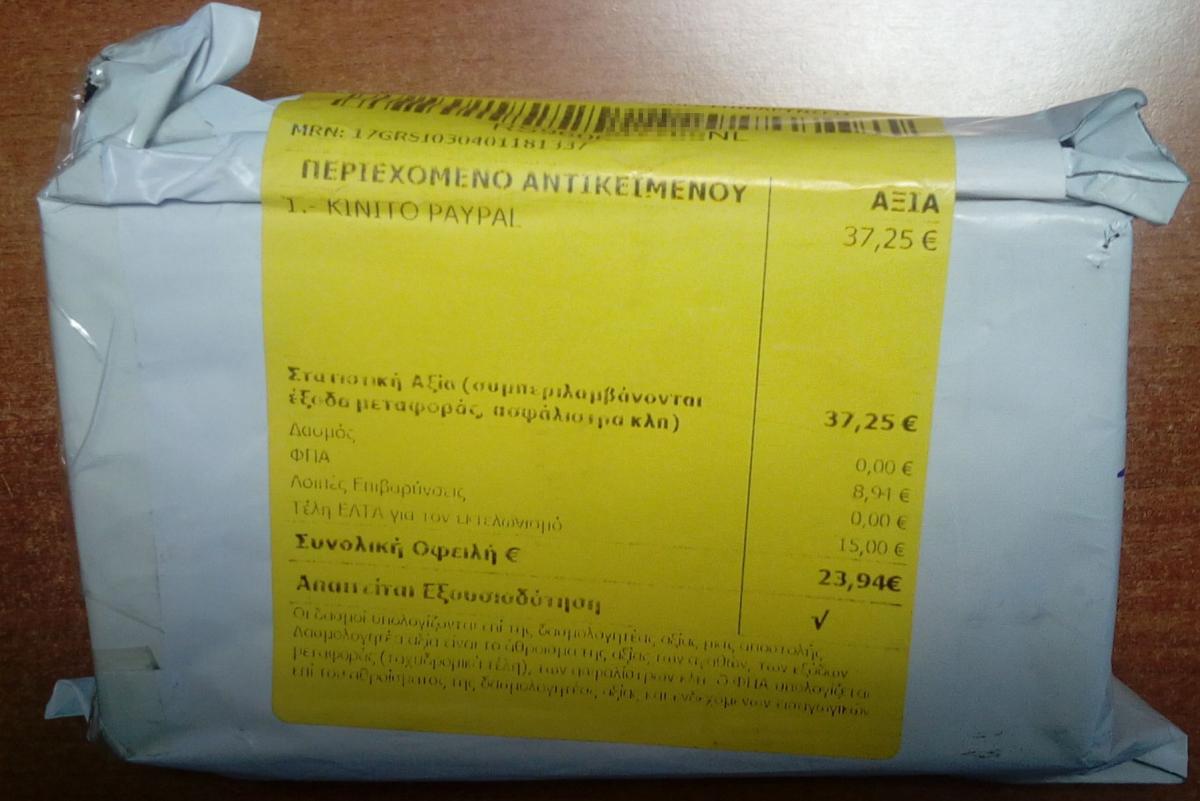 NL
MRN: 17GRS1030401181337
ΠΕΡΙΕΧΟΜΕΝΟ ΑΝΤΙΚΕΙΜΕΝΟΥ ΑΞΙΑ
1.- KINITO PAYPAL 37,25 €
Στατιστική Αξία (συμπεριλαμβάνονται
έξοδα μεταφοράς, ασφάλιστρα κλπ) 37,25 €
Δασμός 0,00 €
ΦΠΑ 8,94 €
Λοιπές Επιβαρύνσεις 0,00 €
Τέλη ΕΛΤΑ για τον εκτελωνισμό 15,00 €
Συνολική Οφειλή € 23,94€
Απαιτείται Εξουσιοδότηση √
Οι δασμοί υπολογίζονται επί της δασμολογητέας αξίας μιας αποστολής.
Δασμολογητέα αξία είναι το άθροισμα της αξίας των αγαθών, των εξόδων
μεταφοράς (ταχυδρομικά τέλη), των ασφαλίστρων κλπ. Ο ΦΠΑ υπολογίζεται
επί του αθροίσματος της δασμολογητέας αξίας και ενδεχόμενων εισαγωγικών